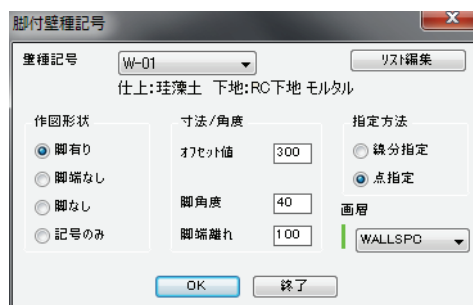 脚付壁種記号
壁種記号 W-01 リスト編集
仕上:珪藻土 下地:RC下地 モルタル
作図形状
脚有り
脚端なし
脚なし
記号のみ
寸法/角度
オフセット値 300
脚角度 40
脚端離れ 100
指定方法
線分指定
点指定
画層
WALLSPC
OK 終了